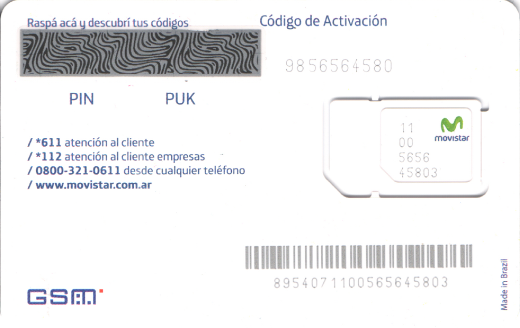 Raspá acá y descubrí tus códigos
Código de Activación
9856564580
PIN PUK
11
00
5656
45803
movistar
/ *611 atención al cliente
/ *112 atención al cliente empresas
/ 0800-321-0611 desde cualquier teléfono
/ www.movistar.com.ar
8954071100565645803
GSM
Made in Brazil